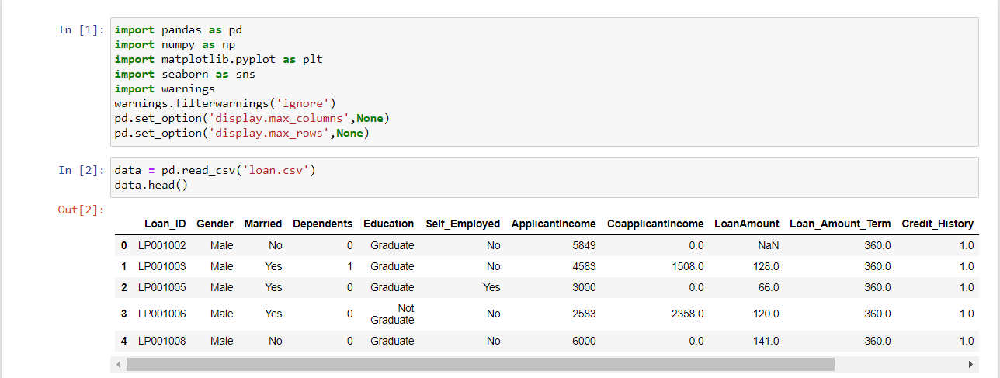 In [1]: import pandas as pd
import numpy as np
import matplotlib.pyplot as plt
import seaborn as sns
import warnings
warnings.filterwarnings('ignore')
pd.set_option('display.max_columns',None)
pd.set_option('display.max_rows',None)
In [2]: data = pd.read_csv('loan.csv')
data.head()
Out[2]:
Loan_ID Gender Married Dependents Education Self_Employed ApplicantIncome CoapplicantIncome LoanAmount Loan_Amount_Term Credit_History
0 LP001002 Male No 0 Graduate No 5849 0.0 NaN 360.0 1.0
1 LP001003 Male Yes 1 Graduate No 4583 1508.0 128.0 360.0 1.0
2 LP001005 Male Yes 0 Graduate Yes 3000 0.0 66.0 360.0 1.0
3 LP001006 Male Yes 0 Not Graduate No 2583 2358.0 120.0 360.0 1.0
4 LP001008 Male No 0 Graduate No 6000 0.0 141.0 360.0 1.0